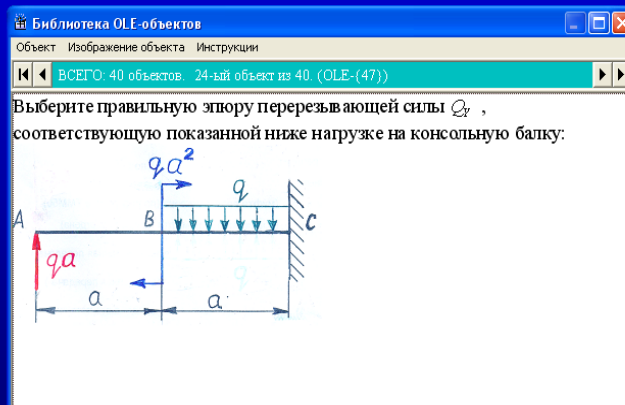 Библиотека OLE-объектов
Объект Изображение объекта Инструкции
ВСЕГО: 40 объектов. 24-ый объект из 40. (OLE-{47})
Выберите правильную эпюру перерезывающей силы Qy ,
соответствующую показанной ниже нагрузке на консольную балку:
qa²
q
A B C
qa
a a